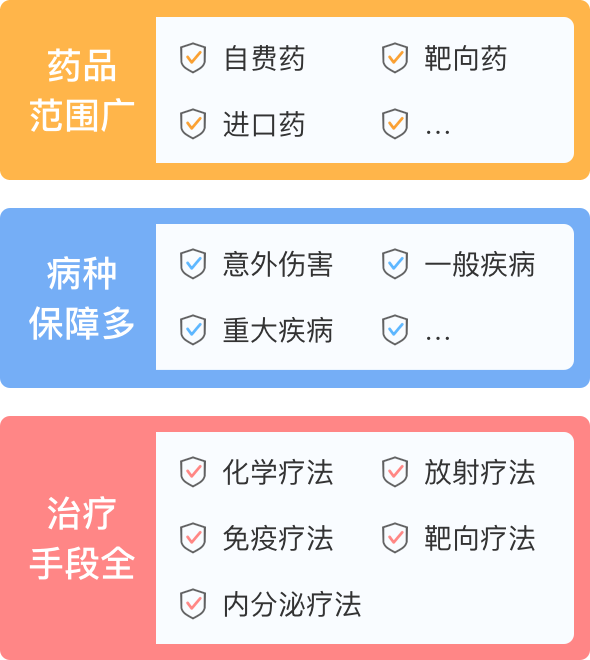 药品
范围广
自费药
靶向药
进口药
...
病种
保障多
意外伤害
一般疾病
重大疾病
...
治疗
手段全
化学疗法
放射疗法
免疫疗法
靶向疗法
内分泌疗法